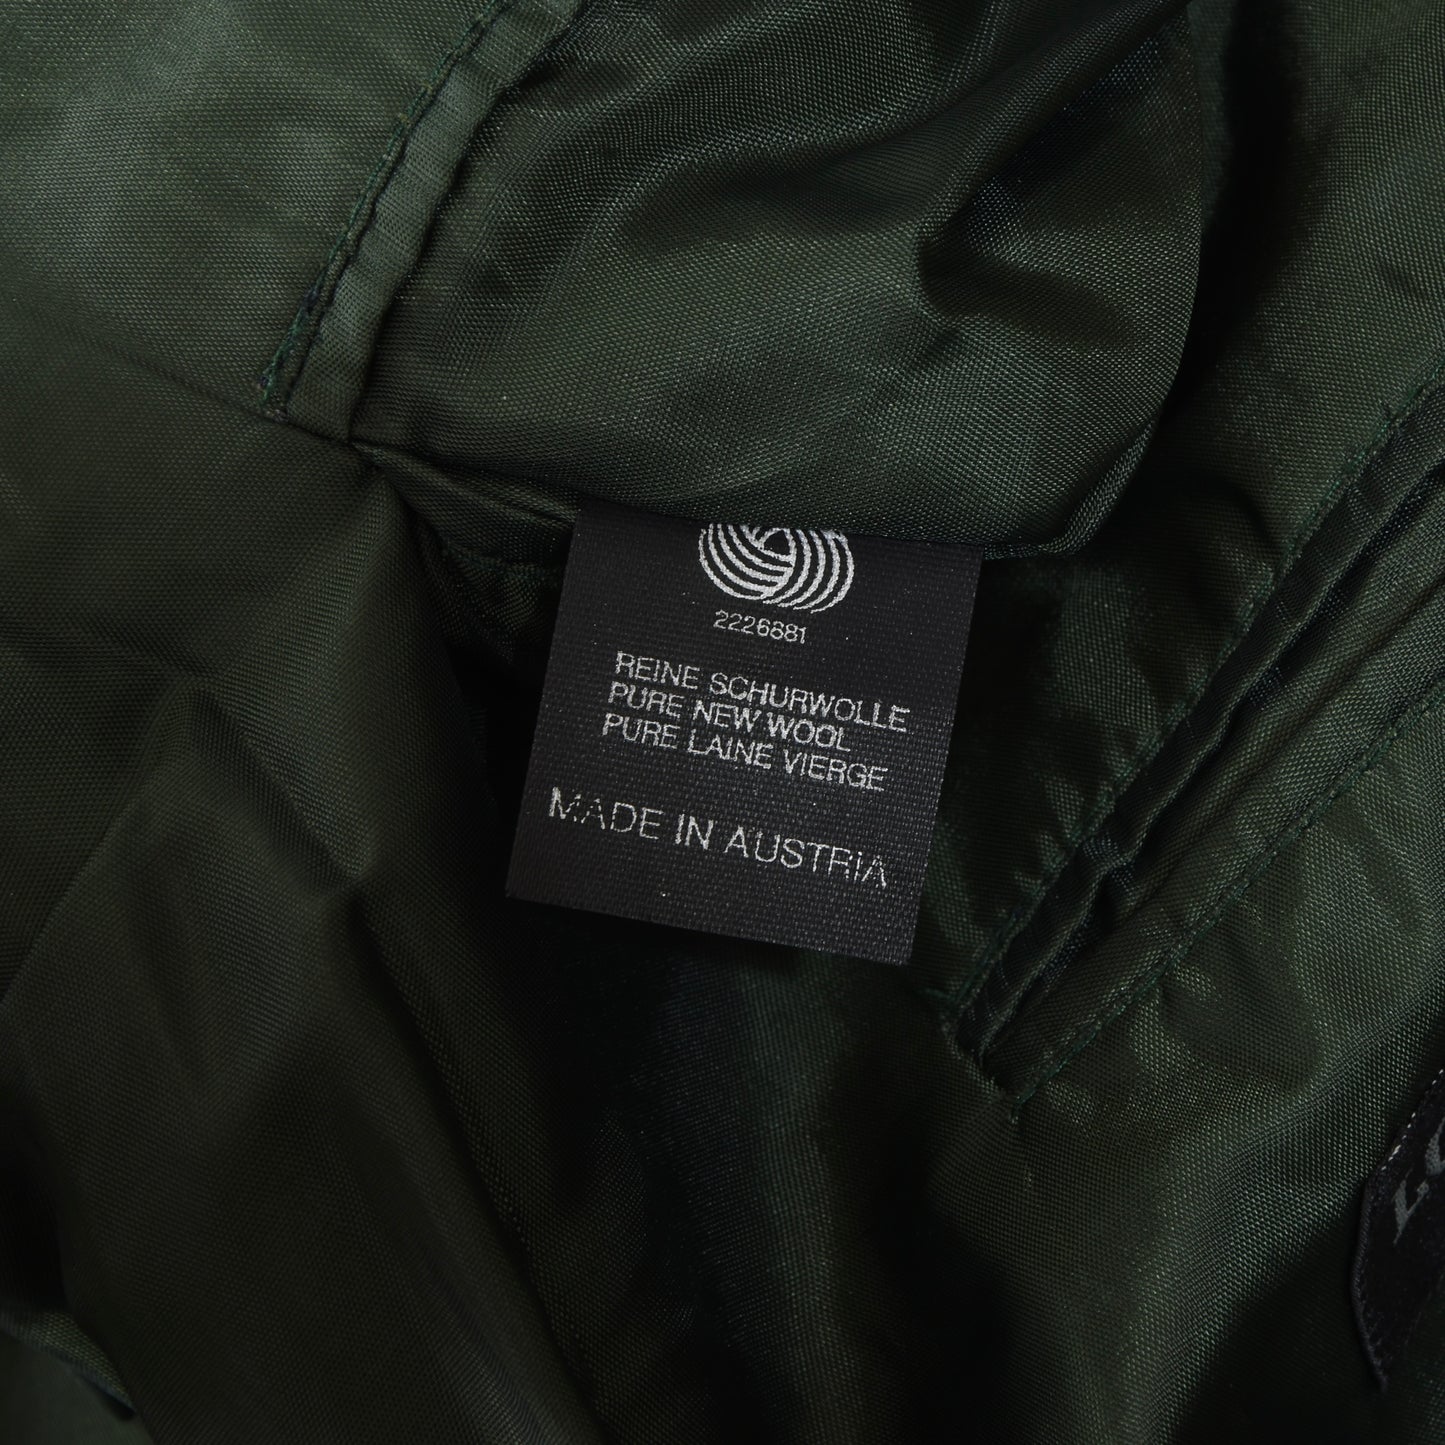 2226881
REINE SCHURWOLLE
PURE NEW WOOL
PURE LAINE VIERGE
MADE IN AUSTRIA